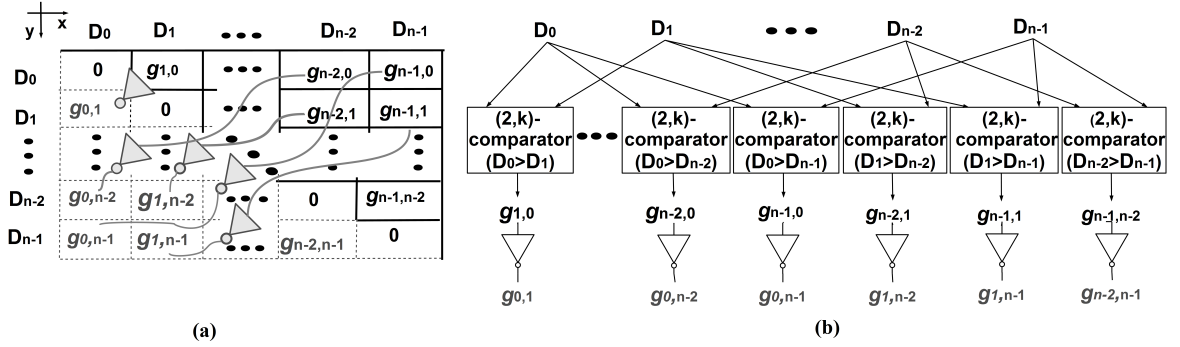 x
y
D0 D1 ••• Dn-2 Dn-1
D0 0 g1,0 ••• gn-2,0 gn-1,0
D1 g0,1 0 ••• gn-2,1 gn-1,1
Dn-2 g0,n-2 g1,n-2 ••• 0 gn-1,n-2
Dn-1 g0,n-1 g1,n-1 ••• gn-2,n-1 0
(a)
D0 D1 ••• Dn-2 Dn-1
(2,k)-
comparator
(D0>D1)
•••
(2,k)-
comparator
(D0>Dn-2)
(2,k)-
comparator
(D0>Dn-1)
(2,k)-
comparator
(D1>Dn-2)
(2,k)-
comparator
(D1>Dn-1)
(2,k)-
comparator
(Dn-2>Dn-1)
g1,0 gn-2,0 gn-1,0 gn-2,1 gn-1,1 gn-1,n-2
g0,1 g0,n-2 g0,n-1 g1,n-2 g1,n-1 gn-2,n-1
(b)